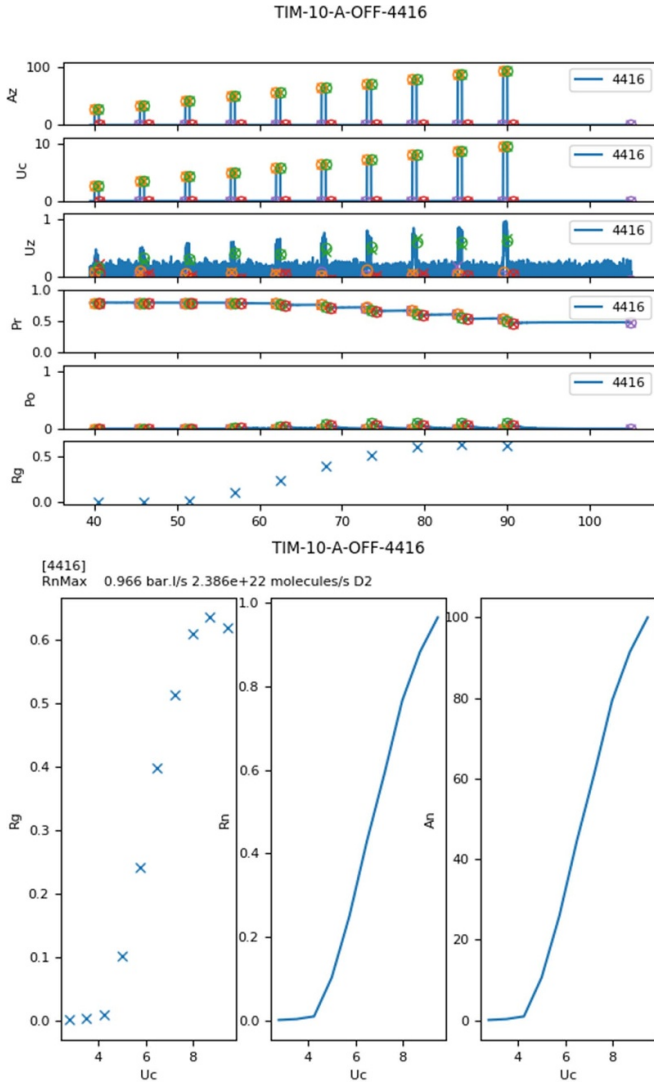 TIM-10-A-OFF-4416
100
0
Az
4416
10
0
Uc
4416
1
0
Uz
4416
1.0
0.5
0.0
Pr
4416
1
0
Po
4416
0.5
0.0
Rg
40 50 60 70 80 90 100
TIM-10-A-OFF-4416
[4416]
RnMax 0.966 bar.l/s 2.386e+22 molecules/s D2
0.6
0.5
0.4
0.3
0.2
0.1
0.0
Rg
4 6 8
Uc
1.0
0.8
0.6
0.4
0.2
0.0
Rn
4 6 8
Uc
100
80
60
40
20
0
An
4 6 8
Uc